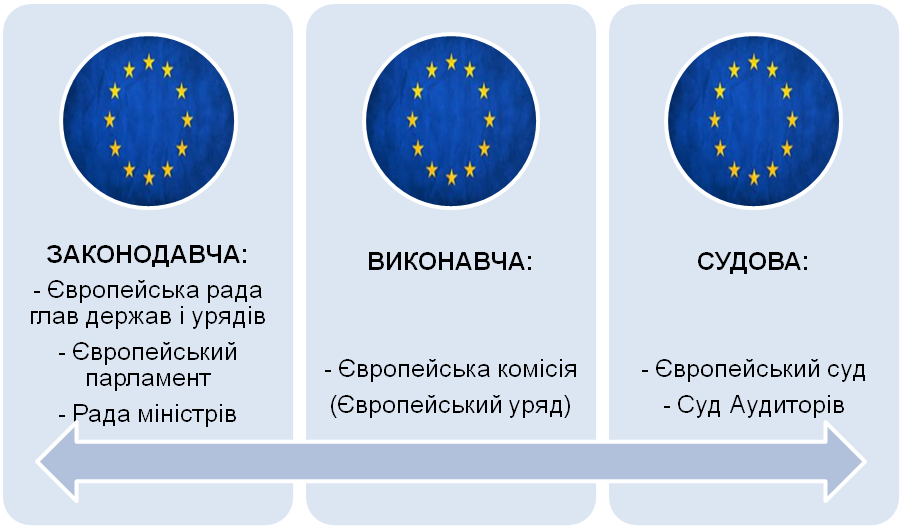 ЗАКОНОДАВЧА:
- Європейська рада
глав держав і урядів
- Європейський
парламент
- Рада міністрів
ВИКОНАВЧА:
- Європейська комісія
(Європейський уряд)
СУДОВА:
- Європейський суд
- Суд Аудиторів